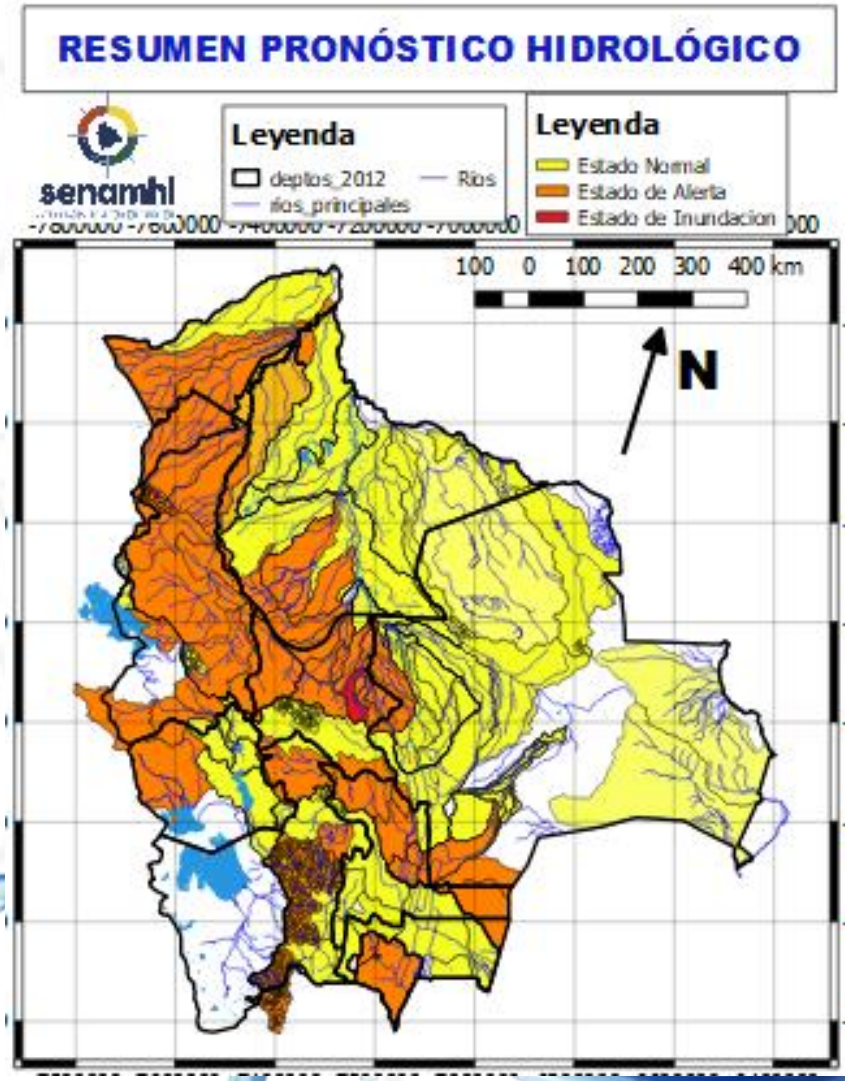 RESUMEN PRONÓSTICO HIDROLÓGICO
senamhi
Leyenda
deptos_2012
Rios
rios_principales
Leyenda
Estado Normal
Estado de Alerta
Estado de Inundacion
-7800000 -7600000 -7400000 -7200000 -7000000
100 0 100 200 300 400 km
N